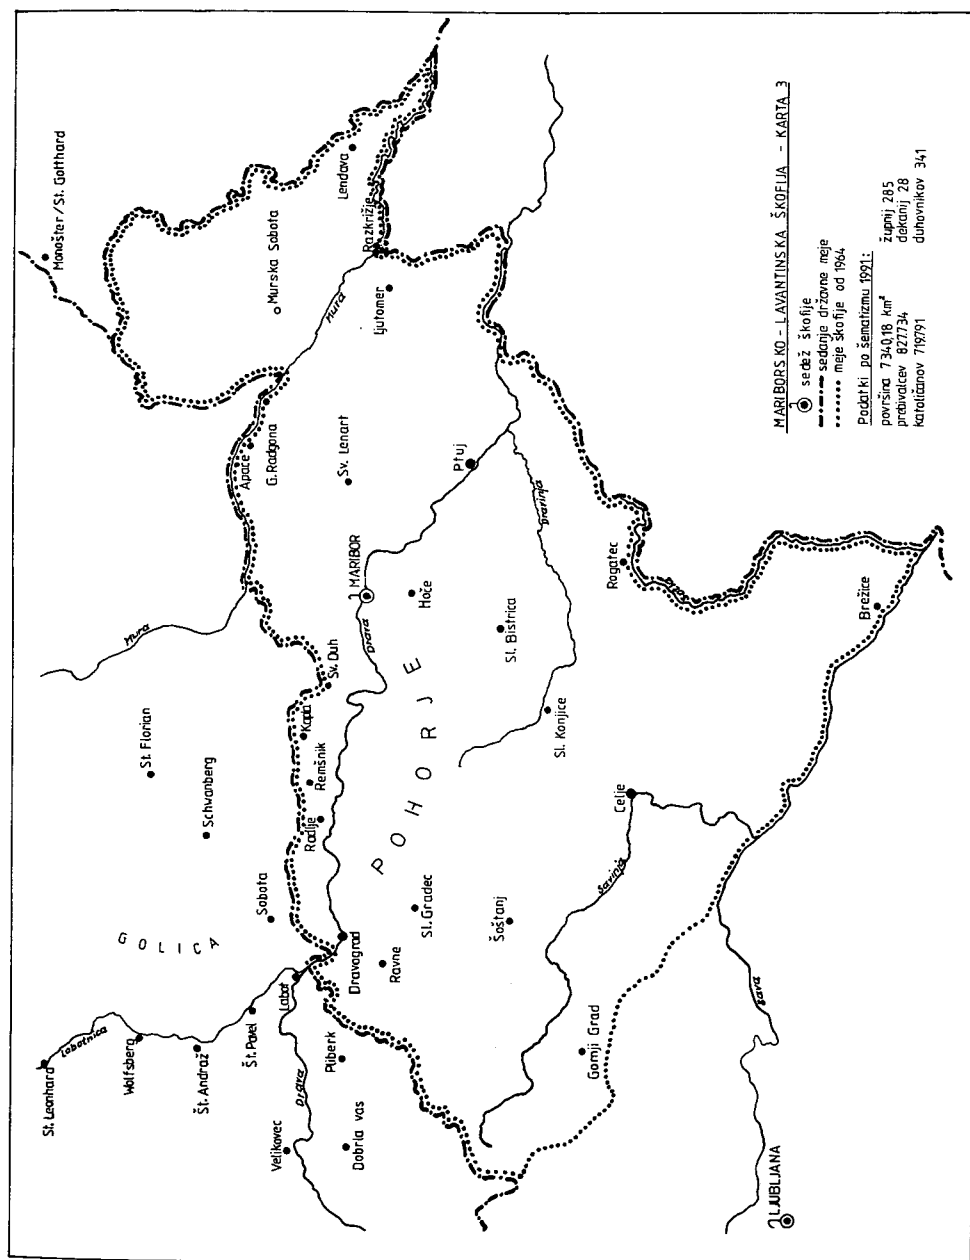 Monošter / St. Gotthard
St. Leonhard
Labotnica
Wolfsberg
G O L I C A
St. Florian
Mura
Št. Andraž
Schwanberg
Št. Pavel
Sobota
Apače
G. Radgona
Murska Sobota
Velikovec
Drava
Labot
Radlje
Remšnik
Kapla
Sv. Duh
Mura
Pliberk
Dobrla vas
Dravograd
MARIBOR
Sv. Lenart
Lendava
Razkrižje
Ravne
P O H O R J E
Drava
Hoče
Ljutomer
Sl. Gradec
Ptuj
Šoštanj
Sl. Bistrica
Dravinja
Sl. Konjice
Gornji Grad
Savinja
Celje
Rogatec
Sotla
Sava
LJUBLJANA
Brežice
MARIBORSKO - LAVANTINSKA ŠKOFIJA - KARTA 3
sedež škofije
sedanje državne meje
meje škofije od 1964
Podatki po šematizmu 1991:
površina 7340,18 km² župnij 285
prebivalcev 827734 dekanij 28
katoličanov 719791 duhovnikov 341